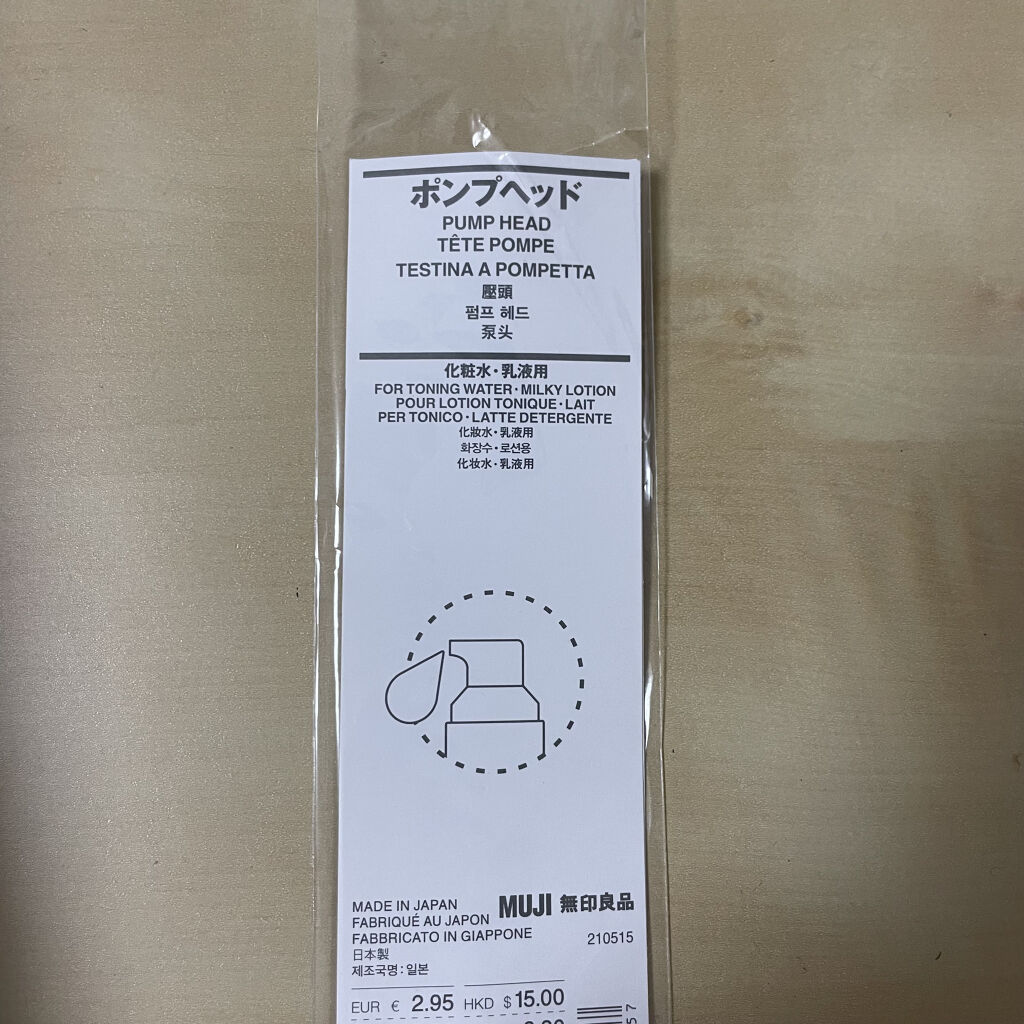 ポンプヘッド
PUMP HEAD
TÊTE POMPE
TESTINA A POMPETTA
壓頭
펌프 헤드
泵头
化粧水・乳液用
FOR TONING WATER・MILKY LOTION
POUR LOTION TONIQUE・LAIT
PER TONICO・LATTE DETERGENTE
化妝水・乳液用
화장수・로션용
化妆水・乳液用
MADE IN JAPAN
FABRIQUÉ AU JAPON
FABBRICATO IN GIAPPONE
日本製
제조국명:일본
MUJI 無印良品
210515
EUR € 2.95 HKD $ 15.00
57